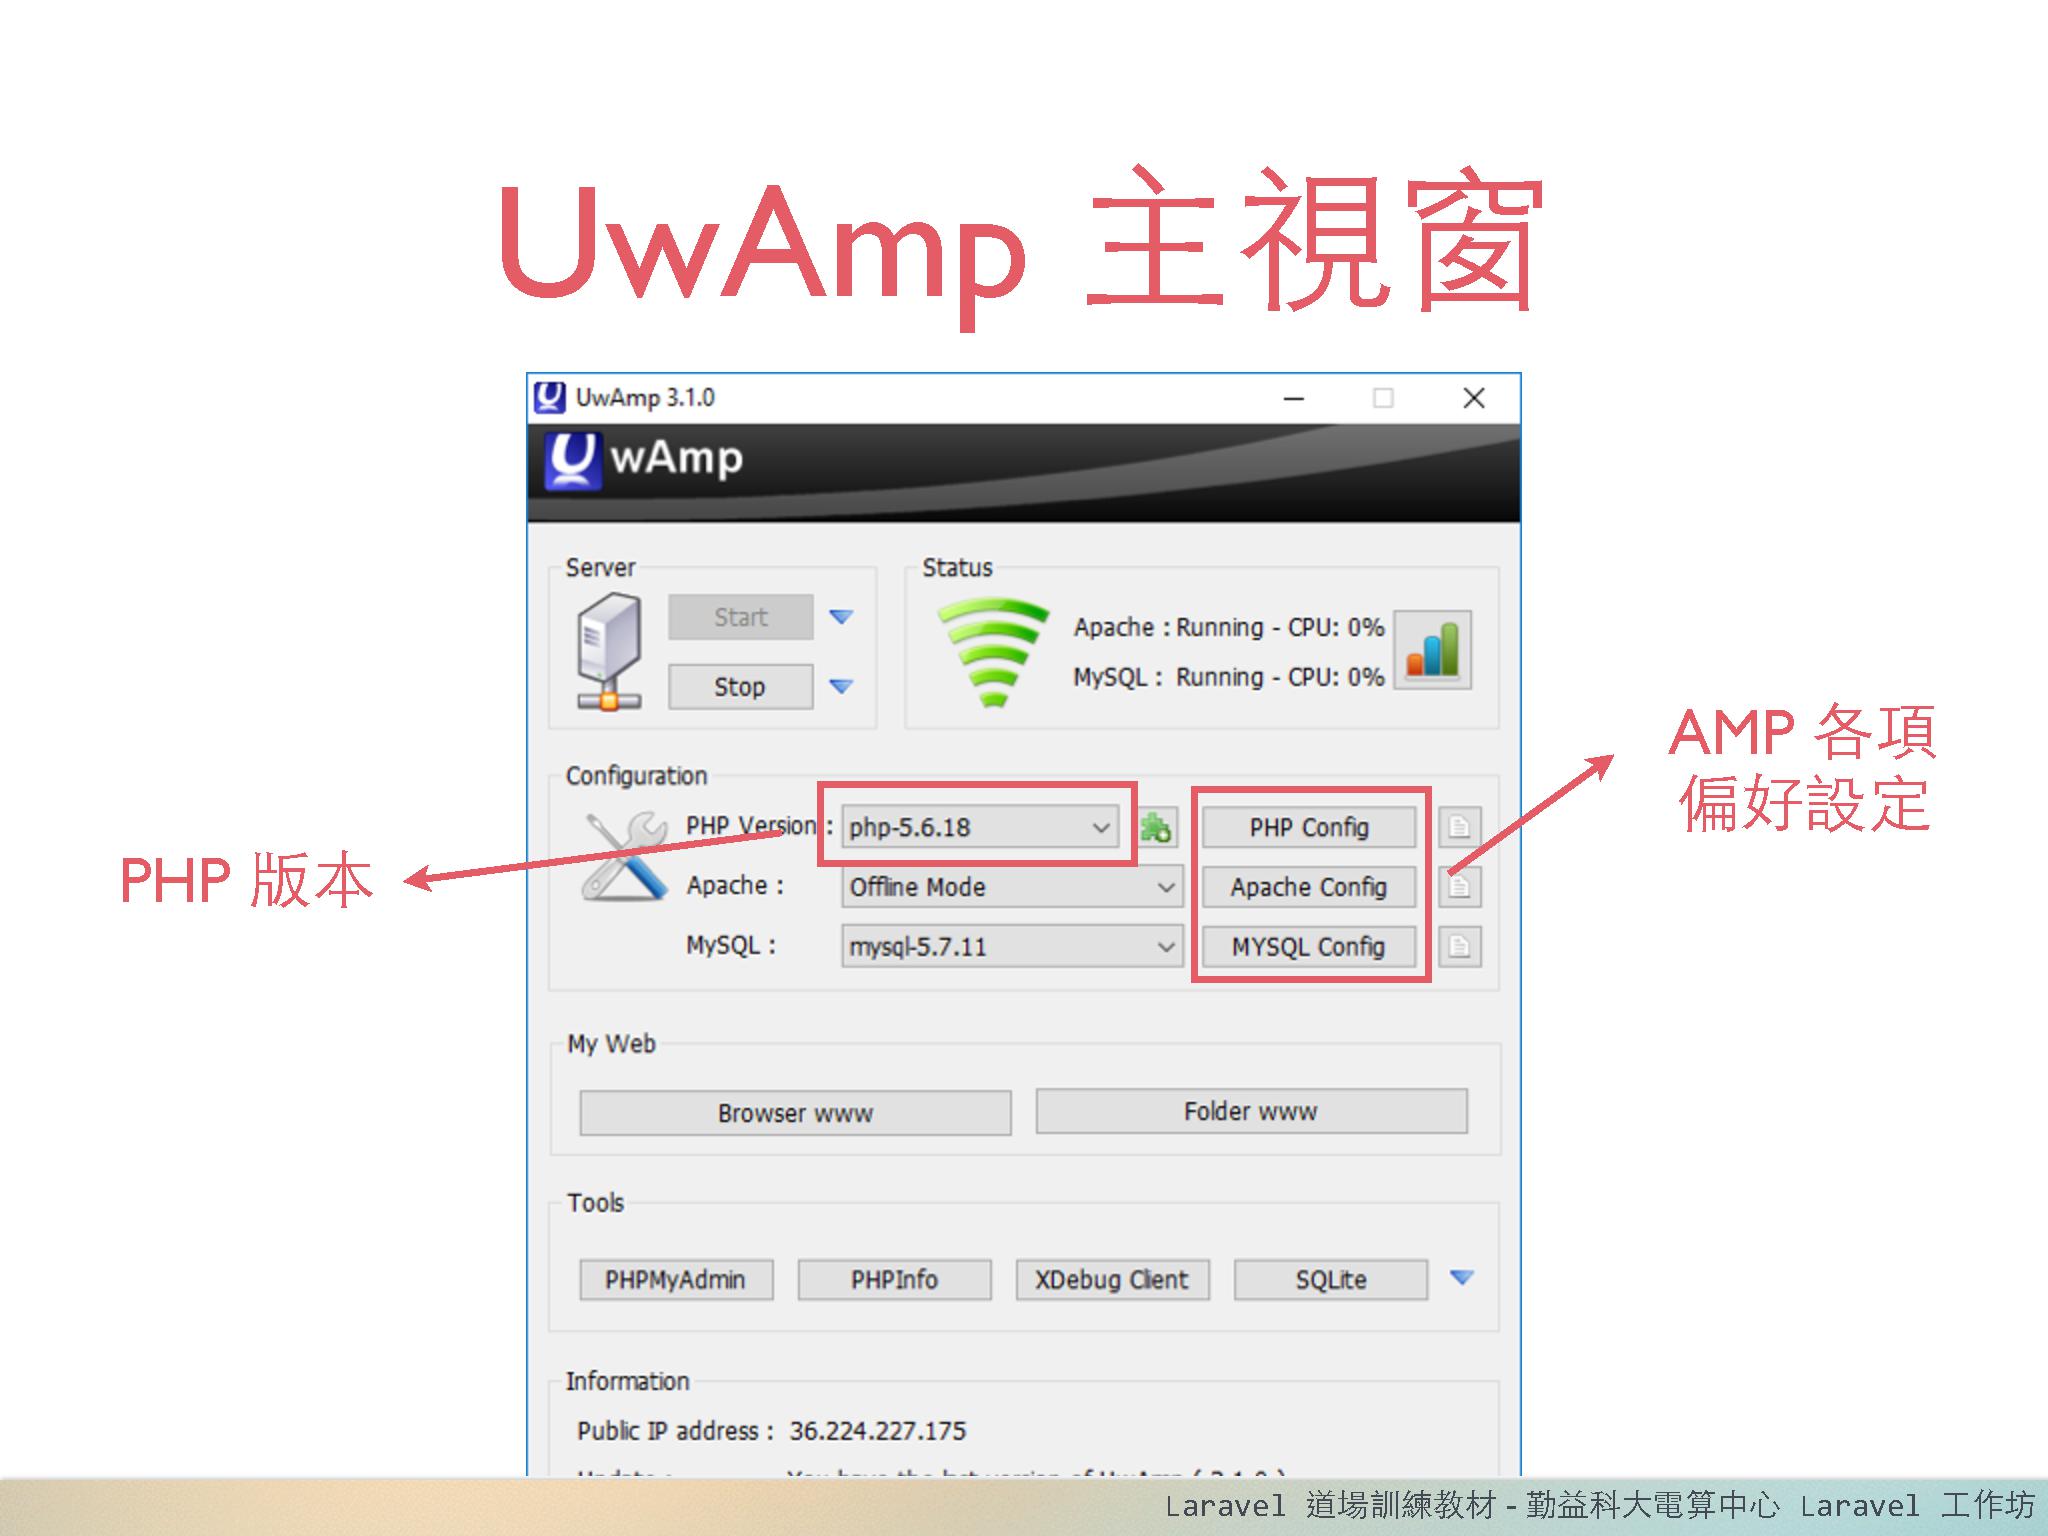 UwAmp 主視窗
UwAmp 3.1.0
UwAmp
Server
Start
Stop
Status
Apache : Running - CPU: 0%
MySQL : Running - CPU: 0%
Configuration
PHP Version : php-5.6.18
PHP Config
Apache : Offline Mode
Apache Config
MySQL : mysql-5.7.11
MYSQL Config
PHP 版本
AMP 各項
偏好設定
My Web
Browser www
Folder www
Tools
PHPMyAdmin
PHPInfo
XDebug Client
SQLite
Information
Public IP address : 36.224.227.175
Laravel 道場訓練教材 - 勤益科大電算中心 Laravel 工作坊